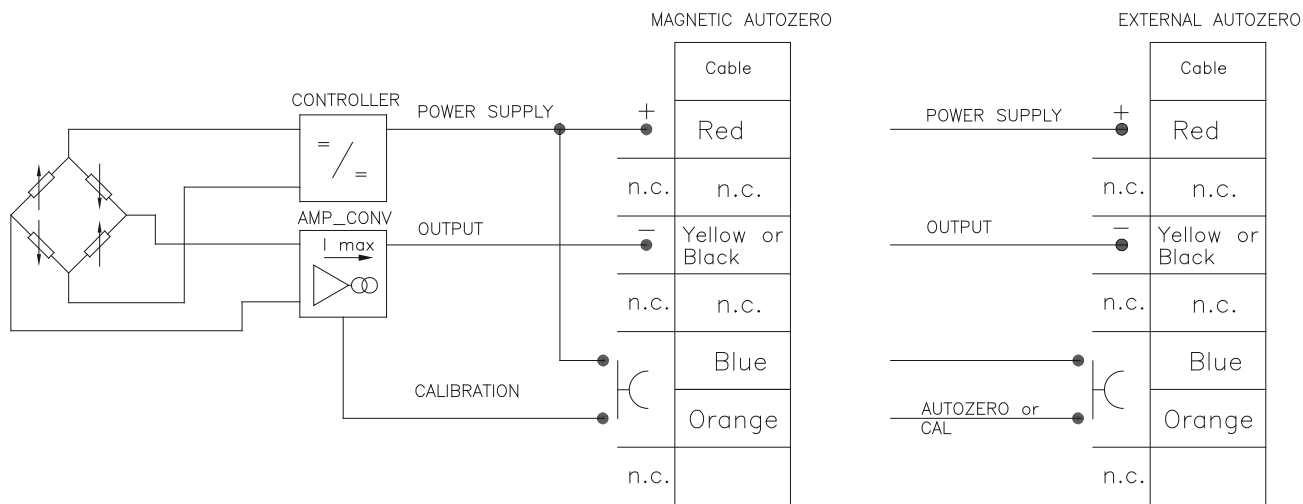 MAGNETIC AUTOZERO
EXTERNAL AUTOZERO
Cable
Cable
CONTROLLER
POWER SUPPLY
+
Red
POWER SUPPLY
+
Red
= / =
n.c.
n.c.
n.c.
n.c.
AMP_CONV
I max
OUTPUT
−
Yellow or
Black
OUTPUT
−
Yellow or
Black
n.c.
n.c.
n.c.
n.c.
Blue
Blue
CALIBRATION
Orange
AUTOZERO or
CAL
Orange
n.c.
n.c.